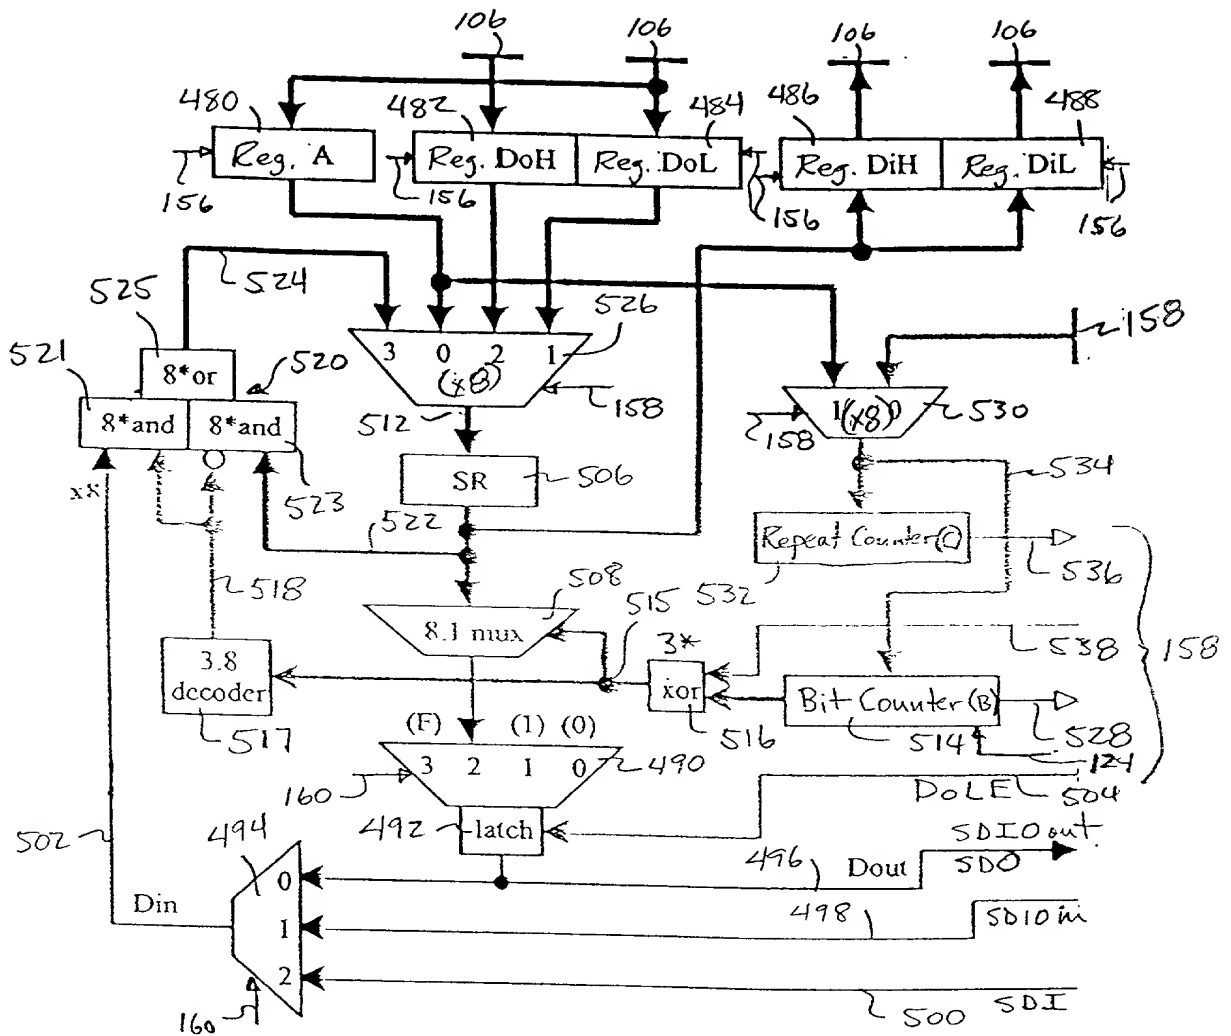 106 106 106 106
480 482 484 486 488
Reg. A Reg. DoH Reg. DoL Reg. DiH Reg. DiL
156 156 156 156
524
525 526
521 520 3 0 2 1 158
8*or (x8)
8*and 8*and 512 158 1(x8)0 530
158
x8 523 SR 506 534
522 Repeat Counter(C)
518 508 515 532 536
8.1 mux 3* 538 158
3.8
decoder xor Bit Counter(B)
517 516 514 528
(F) (1) (0) 124
3 2 1 0 490
160 DOLE 504
492 latch
502 494 SDIOout
0 496 Dout SDO
Din 498 SDIOin
1
2
160 500 SDI